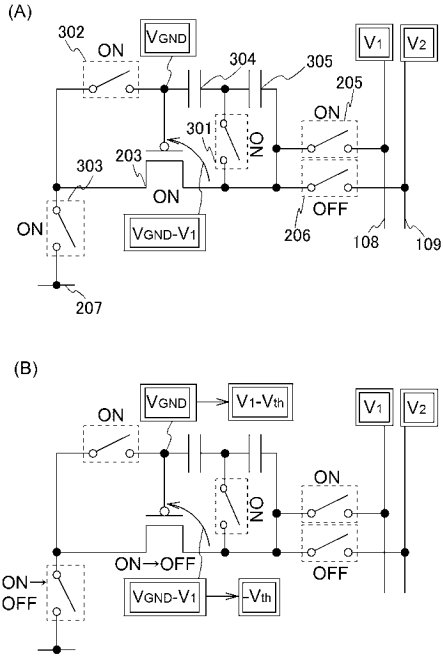 (A)
302
ON
VGND
304
305
V1
V2
205
ON
301
ON
303
203
ON
ON
OFF
206
VGND-V1
108
109
207
(B)
VGND
V1-Vth
V1
V2
ON
ON
ON
ON→OFF
OFF
ON→
OFF
VGND-V1
-Vth